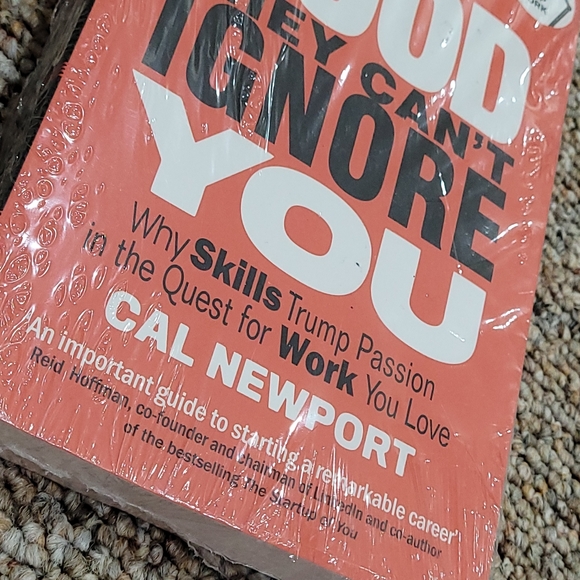 OOD
HEY CAN'T
IGNORE
YOU
Why Skills Trump Passion
in the Quest for Work You Love
CAL NEWPORT
An important guide to starting a remarkable career'
Reid Hoffman, co-founder and chairman of LinkedIn and co-author
of the bestselling The Startup of You